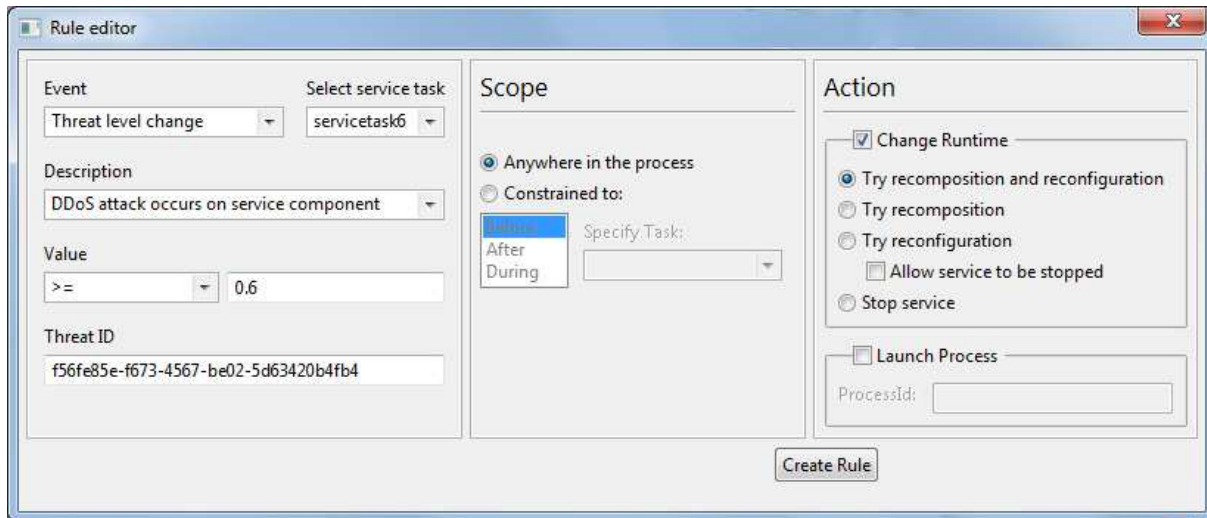 Rule editor
Event
Select service task
Threat level change
servicetask6
Description
DDoS attack occurs on service component
Value
>=
0.6
Threat ID
f56fe85e-f673-4567-be02-5d63420b4fb4
Scope
Anywhere in the process
Constrained to:
Before
After
During
Specify Task:
Action
Change Runtime
Try recomposition and reconfiguration
Try recomposition
Try reconfiguration
Allow service to be stopped
Stop service
Launch Process
ProcessId:
Create Rule